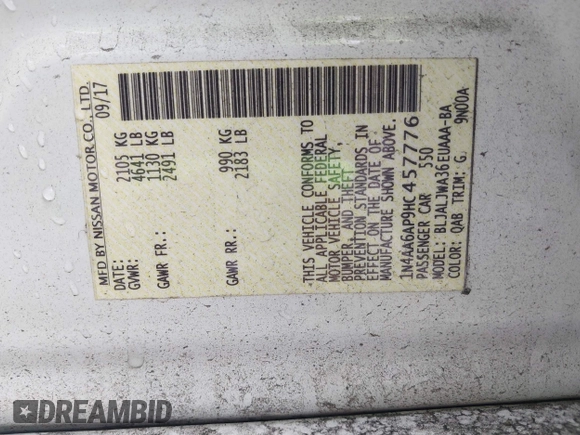 MFD BY NISSAN MOTOR CO., LTD.
DATE: 09/17
GVWR: 2105 KG
4641 LB
GAWR FR.: 1130 KG
2491 LB
GAWR RR.: 990 KG
2183 LB
THIS VEHICLE CONFORMS TO
ALL APPLICABLE FEDERAL
MOTOR VEHICLE SAFETY,
BUMPER, AND THEFT
PREVENTION STANDARDS IN
EFFECT ON THE DATE OF
MANUFACTURE SHOWN ABOVE.
1N4AA6AP9HC457776
PASSENGER CAR 550
MODEL: BLJALJWA36EUAAA-BA
COLOR: QAB TRIM: G 9N00A
DREAMBID